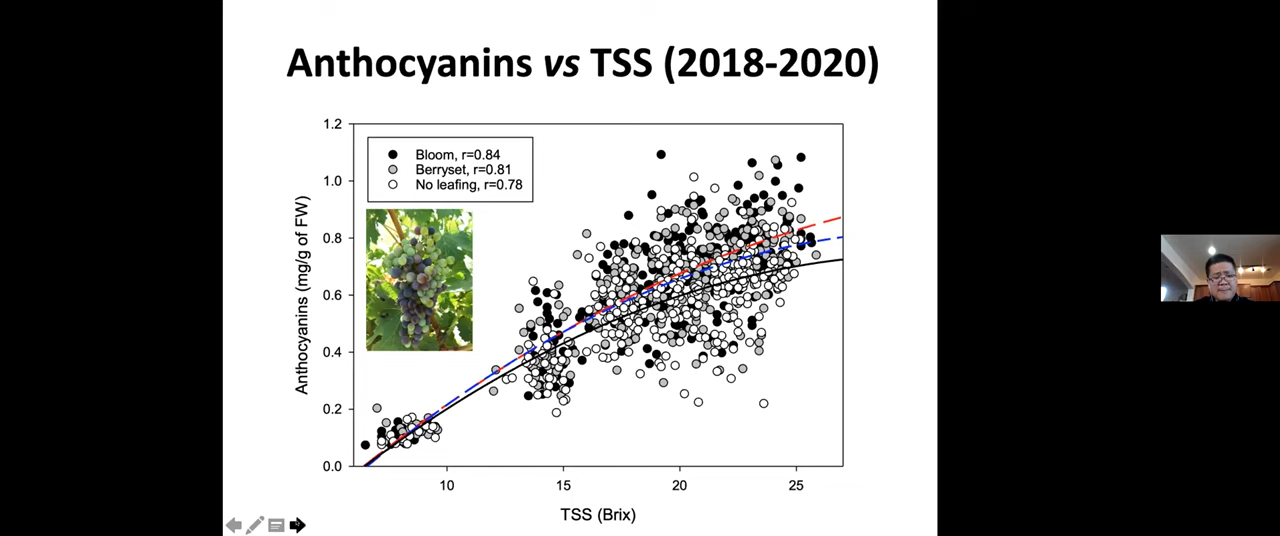 Anthocyanins vs TSS (2018-2020)
1.2
1.0
0.8
0.6
0.4
0.2
0.0
Anthocyanins (mg/g of FW)
Bloom, r=0.84
Berryset, r=0.81
No leafing, r=0.78
10 15 20 25
TSS (Brix)